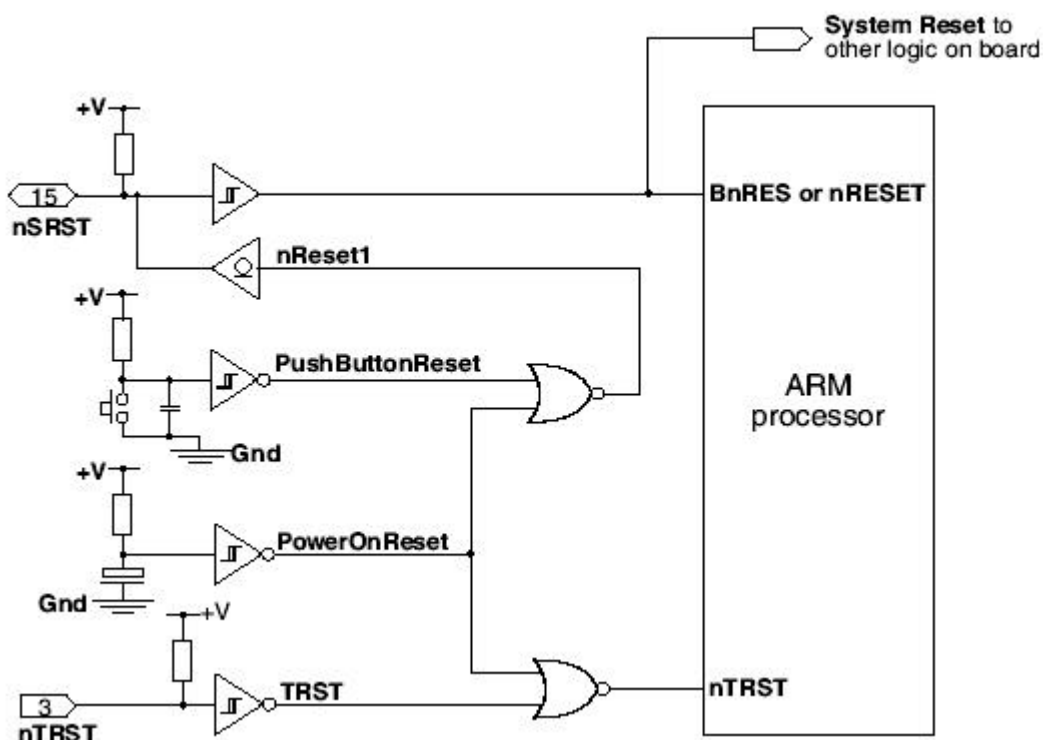 System Reset to
other logic on board
+V
15
nSRST
BnRES or nRESET
nReset1
+V
PushButtonReset
ARM
processor
Gnd
+V
PowerOnReset
Gnd
+V
3
nTRST
TRST
nTRST